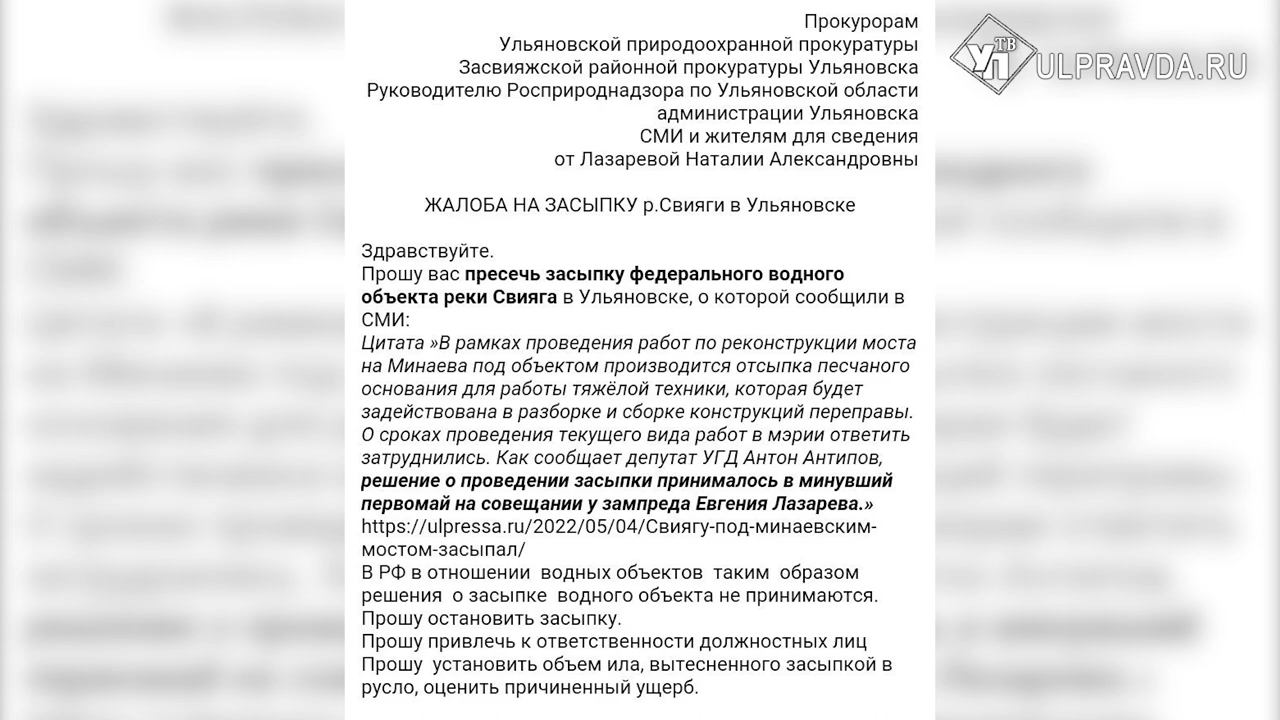 Прокурорам
Ульяновской природоохранной прокуратуры
Засвияжской районной прокуратуры Ульяновска
Руководителю Росприроднадзора по Ульяновской области
администрации Ульяновска
СМИ и жителям для сведения
от Лазаревой Наталии Александровны
УП ТВ
ULPRAVDA.RU
ЖАЛОБА НА ЗАСЫПКУ р.Свияги в Ульяновске
Здравствуйте.
Прошу вас пресечь засыпку федерального водного
объекта реки Свияга в Ульяновске, о которой сообщили в
СМИ:
Цитата »В рамках проведения работ по реконструкции моста
на Минаева под объектом производится отсыпка песчаного
основания для работы тяжёлой техники, которая будет
задействована в разборке и сборке конструкций переправы.
О сроках проведения текущего вида работ в мэрии ответить
затруднились. Как сообщает депутат УГД Антон Антипов,
решение о проведении засыпки принималось в минувший
первомай на совещании у зампреда Евгения Лазарева.»
https://ulpressa.ru/2022/05/04/Свиягу-под-минаевским-
мостом-засыпал/
В РФ в отношении водных объектов таким образом
решения о засыпке водного объекта не принимаются.
Прошу остановить засыпку.
Прошу привлечь к ответственности должностных лиц
Прошу установить объем ила, вытесненного засыпкой в
русло, оценить причиненный ущерб.